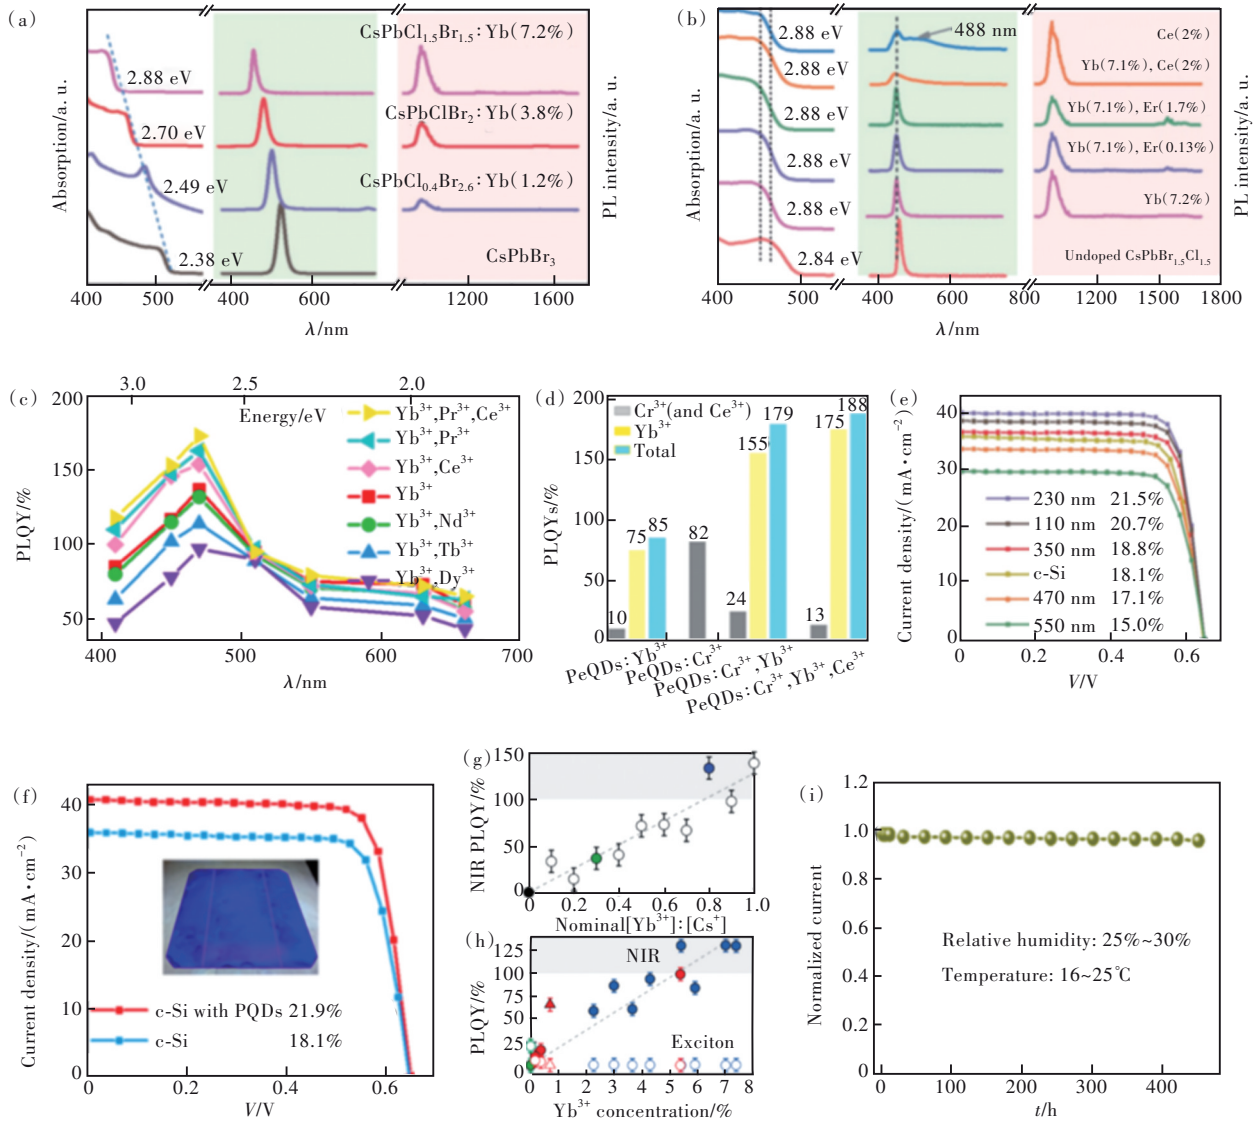 (a)
CsPbCl1.5Br1.5:Yb(7.2%)
2.88 eV
CsPbClBr2:Yb(3.8%)
2.70 eV
CsPbCl0.4Br2.6:Yb(1.2%)
2.49 eV
2.38 eV
CsPbBr3
Absorption/a. u.
PL intensity/a. u.
400 500 400 600 1200 1600
λ/nm
(b)
488 nm
Ce(2%)
2.88 eV
Yb(7.1%), Ce(2%)
2.88 eV
Yb(7.1%), Er(1.7%)
2.88 eV
Yb(7.1%), Er(0.13%)
2.88 eV
Yb(7.2%)
2.88 eV
2.84 eV
Undoped CsPbBr1.5Cl1.5
Absorption/a. u.
PL intensity/a. u.
400 500 400 600 800 1200 1500 1800
λ/nm
(c)
3.0 2.5 2.0
Energy/eV
200
150
100
50
PLQY/%
Yb³⁺,Pr³⁺,Ce³⁺
Yb³⁺,Pr³⁺
Yb³⁺,Ce³⁺
Yb³⁺
Yb³⁺,Nd³⁺
Yb³⁺,Tb³⁺
Yb³⁺,Dy³⁺
400 500 600 700
λ/nm
(d)
200
150
100
50
0
PLQYs/%
Cr³⁺(and Ce³⁺)
Yb³⁺
Total
10 75 85 82 24 155 179 13 175 188
PeQDs:Yb³⁺
PeQDs:Cr³⁺
PeQDs:Cr³⁺,Yb³⁺
PeQDs:Cr³⁺,Yb³⁺,Ce³⁺
(e)
40
30
20
10
0
Current density/(mA·cm⁻²)
230 nm 21.5%
110 nm 20.7%
350 nm 18.8%
c-Si 18.1%
470 nm 17.1%
550 nm 15.0%
0 0.2 0.4 0.6
V/V
(f)
40
30
20
10
0
Current density/(mA·cm⁻²)
c-Si with PQDs 21.9%
c-Si 18.1%
0 0.2 0.4 0.6
V/V
(g)
150
100
50
0
NIR PLQY/%
0 0.2 0.4 0.6 0.8 1.0
Nominal[Yb³⁺]:[Cs⁺]
(h)
125
100
75
50
25
0
PLQY/%
NIR
Exciton
0 1 2 3 4 5 6 7 8
Yb³⁺ concentration/%
(i)
1.2
1.0
0.8
0.6
0.4
0.2
0
Normalized current
Relative humidity: 25%~30%
Temperature: 16~25℃
0 100 200 300 400
t/h